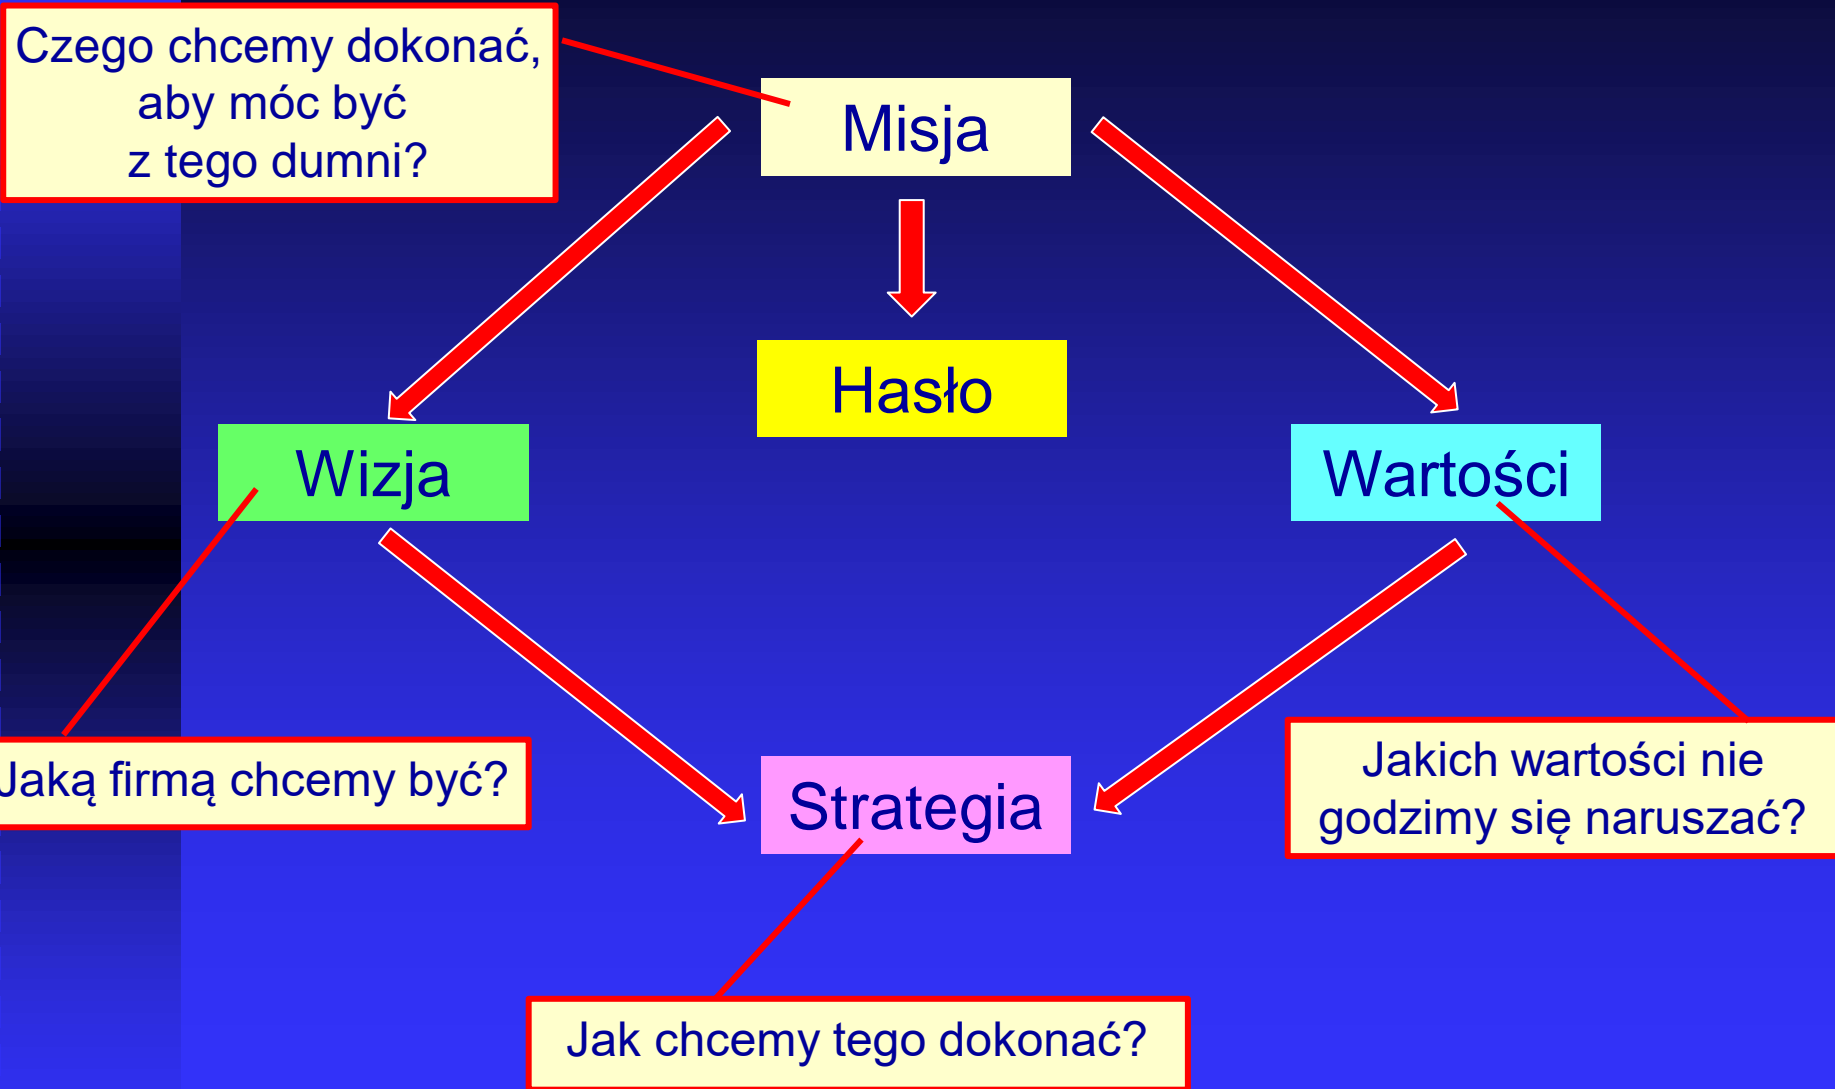 Czego chcemy dokonać,
aby móc być
z tego dumni?
Misja
Hasło
Wizja
Wartości
Jaką firmą chcemy być?
Strategia
Jakich wartości nie
godzimy się naruszać?
Jak chcemy tego dokonać?